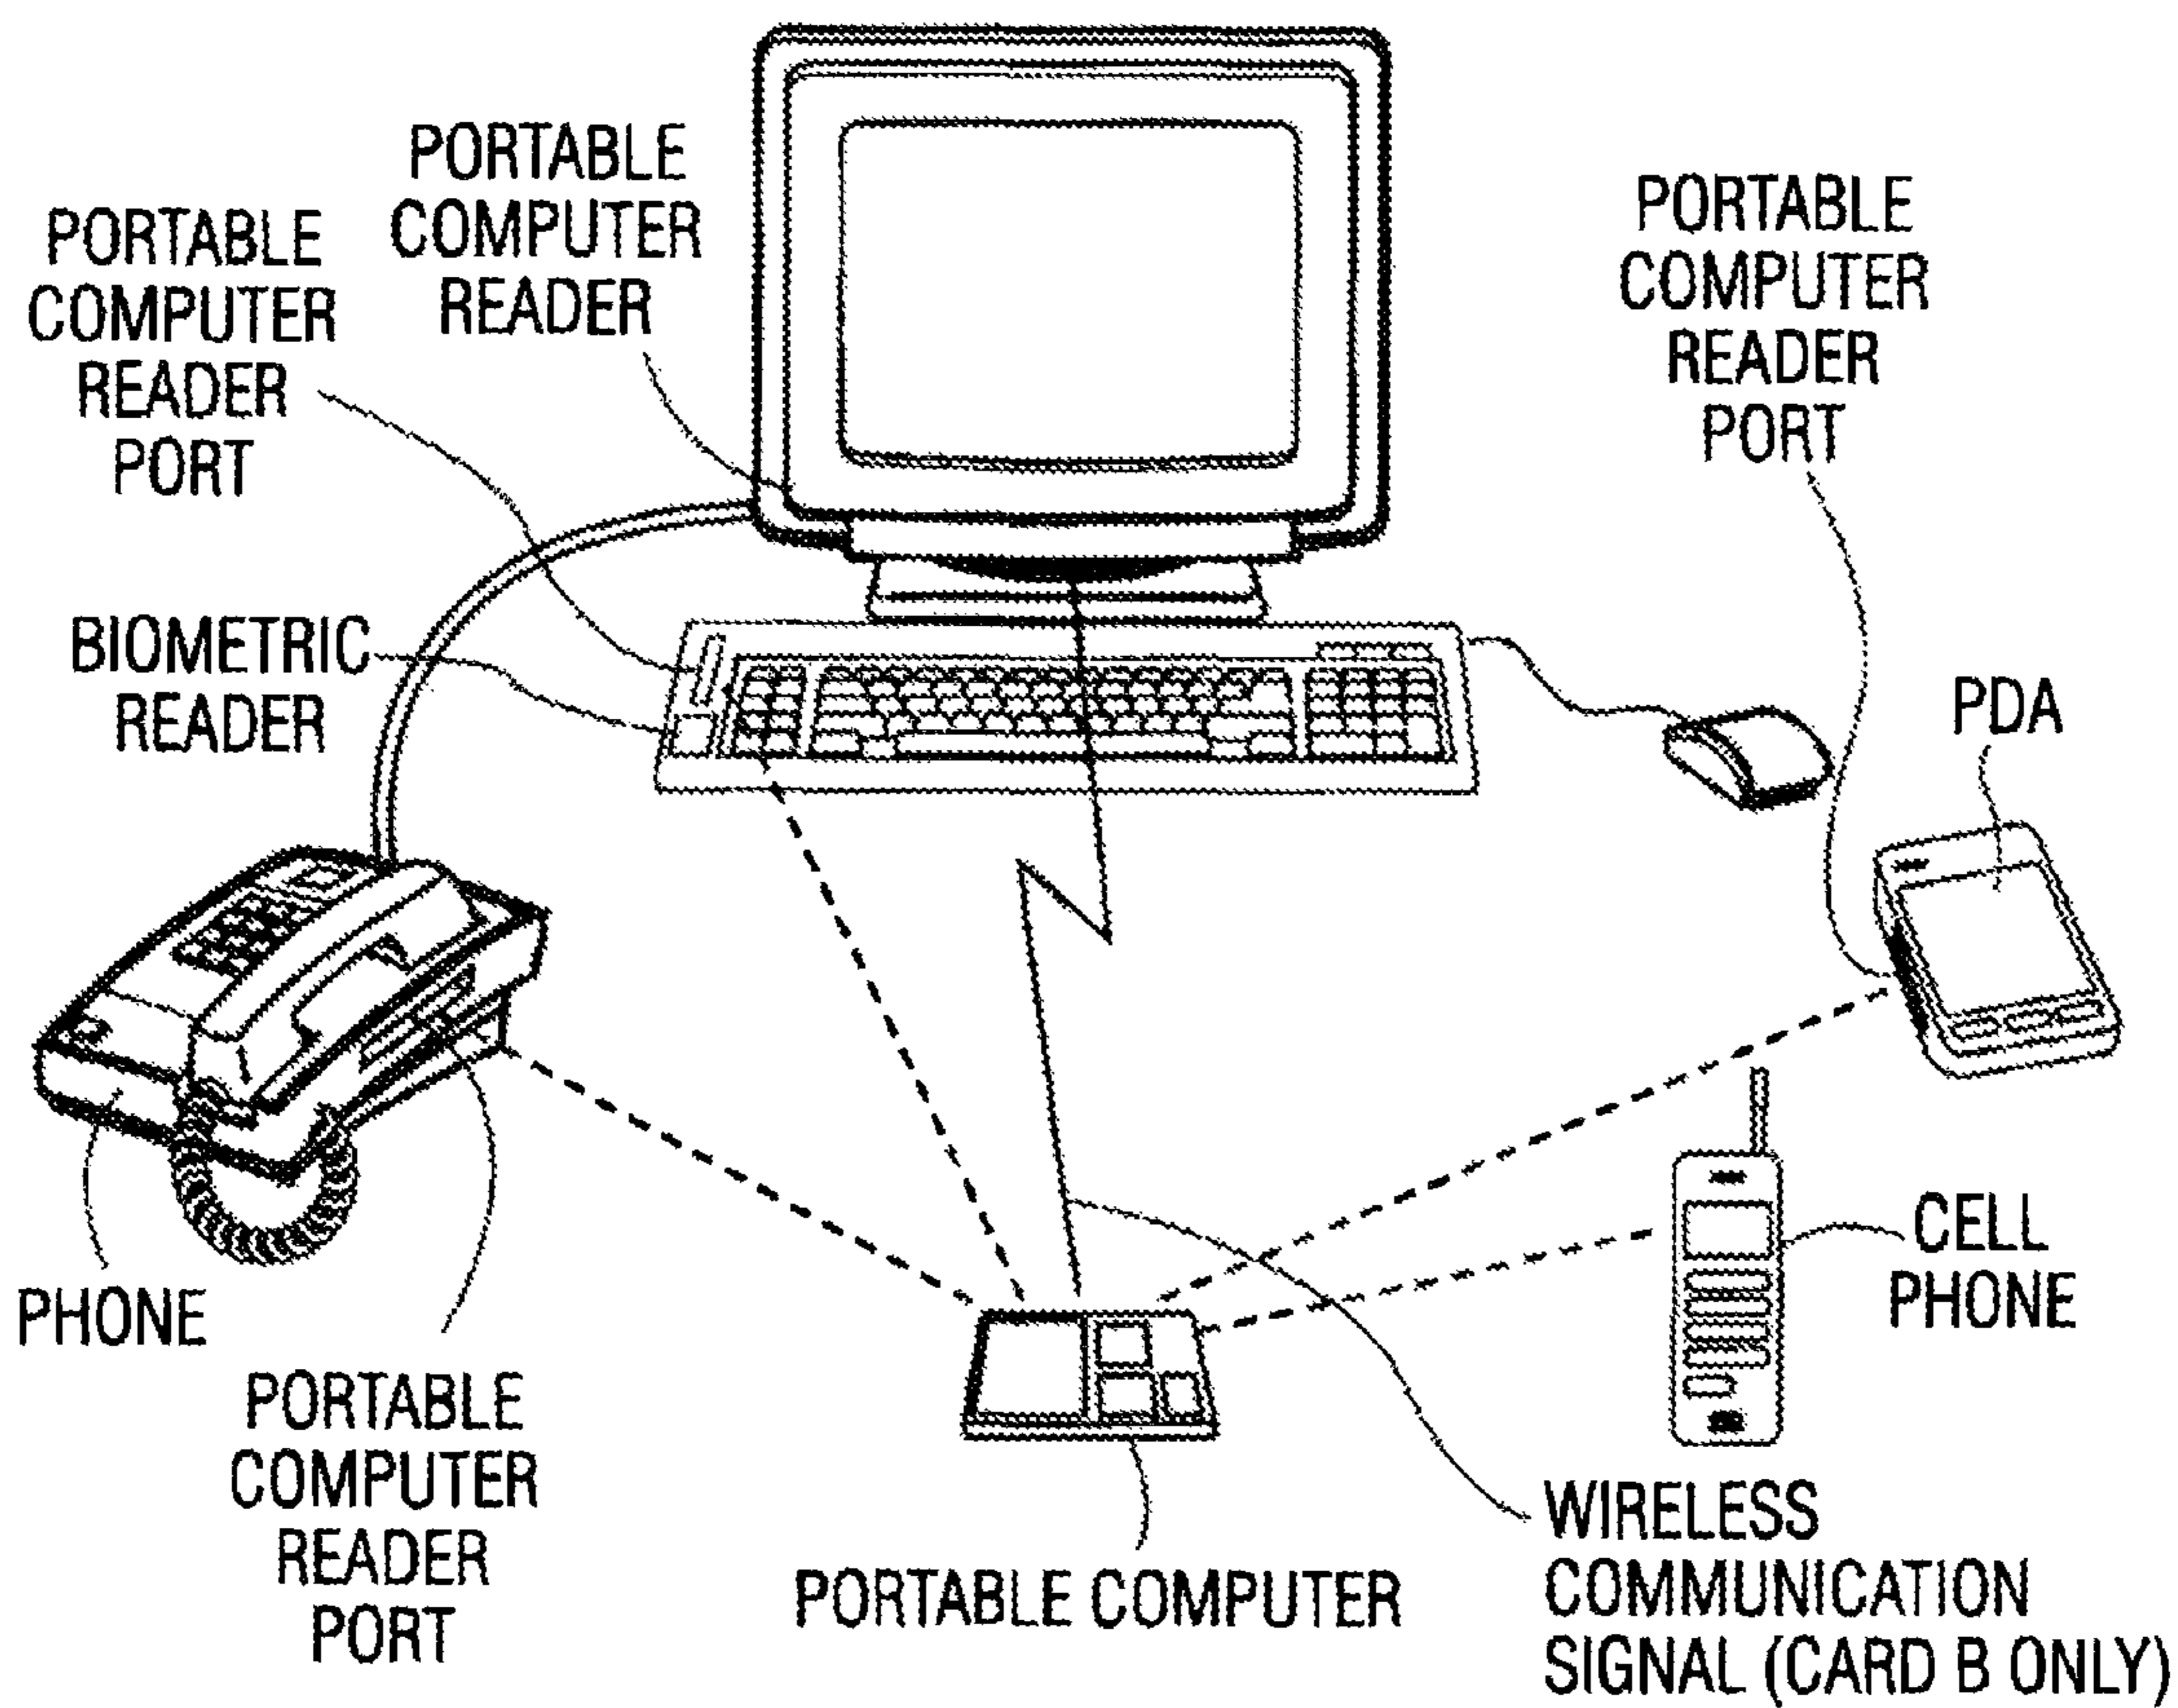 PORTABLE
COMPUTER
READER
PORTABLE
COMPUTER
READER
PORT
PORTABLE
COMPUTER
READER
PORT
BIOMETRIC
READER
PDA
CELL
PHONE
PHONE
PORTABLE
COMPUTER
READER
PORT
PORTABLE COMPUTER
WIRELESS
COMMUNICATION
SIGNAL (CARD B ONLY)